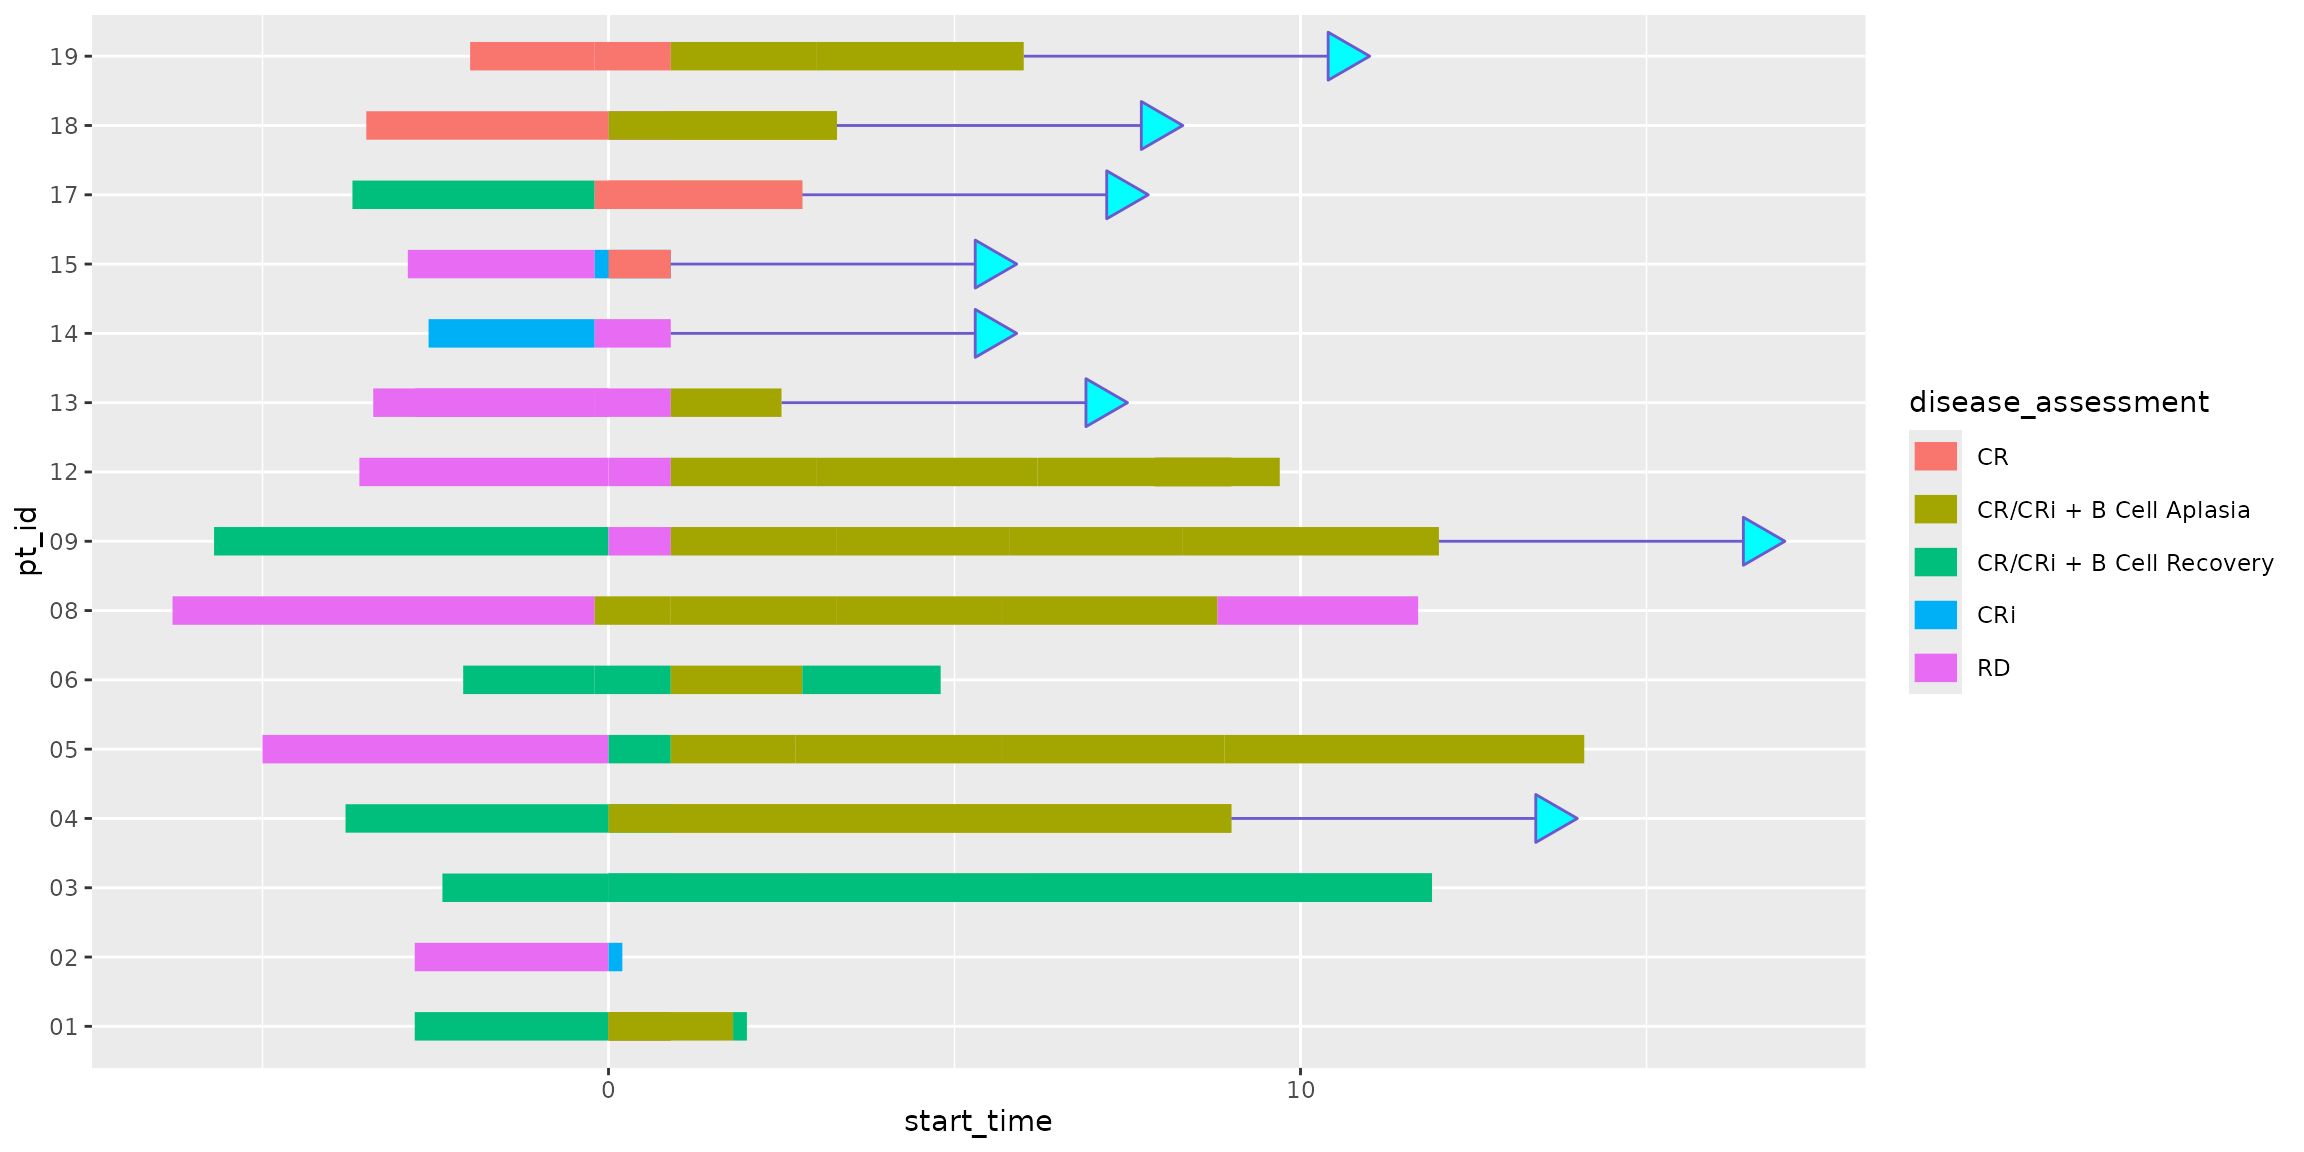 19
18
17
15
14
13
12
09
08
06
05
04
03
02
01
pt_id
0
10
start_time
disease_assessment
CR
CR/CRi + B Cell Aplasia
CR/CRi + B Cell Recovery
CRi
RD